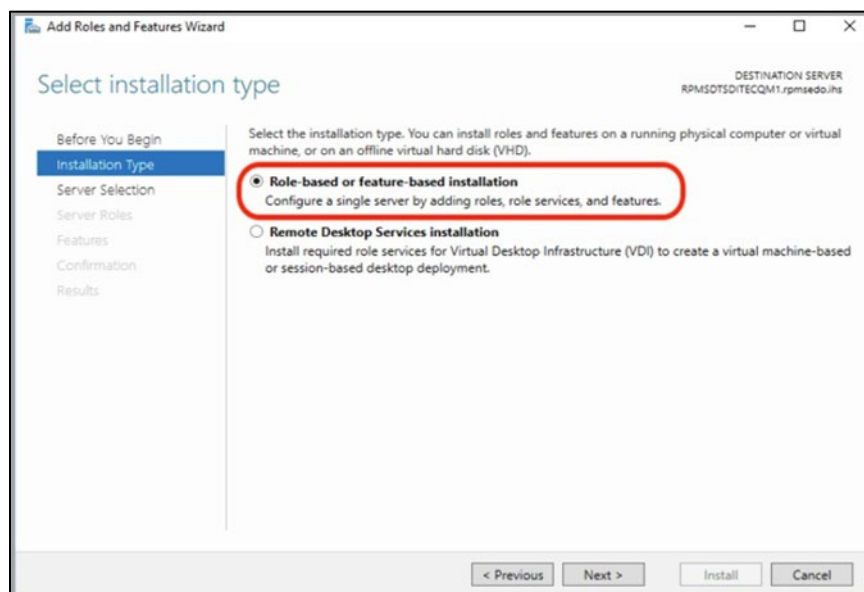 Add Roles and Features Wizard
Select installation type
DESTINATION SERVER
RPMSOTSDITECQM1.rpmsedo.ihs
Before You Begin
Installation Type
Server Selection
Server Roles
Features
Confirmation
Results
Select the installation type. You can install roles and features on a running physical computer or virtual
machine, or on an offline virtual hard disk (VHD).
Role-based or feature-based installation
Configure a single server by adding roles, role services, and features.
Remote Desktop Services installation
Install required role services for Virtual Desktop Infrastructure (VDI) to create a virtual machine-based
or session-based desktop deployment.
< Previous
Next >
Install
Cancel